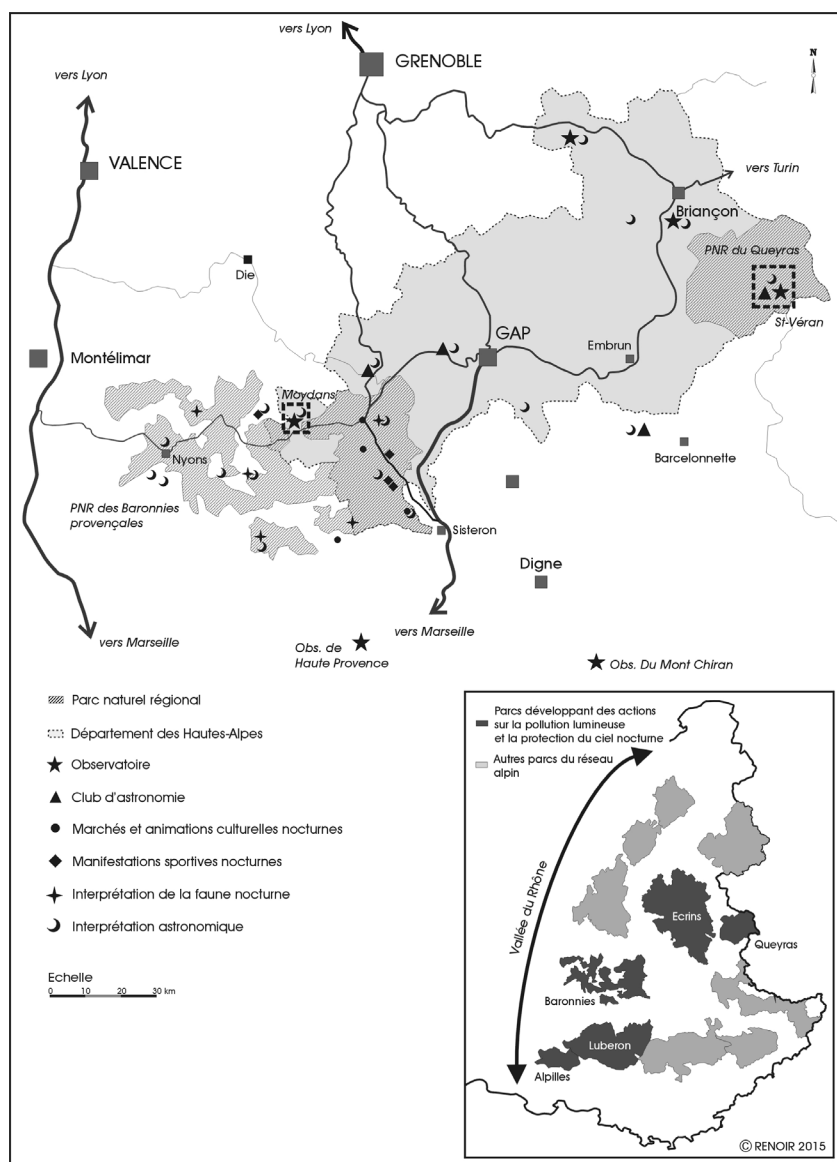 vers Lyon
GRENOBLE
N
vers Lyon
VALENCE
vers Turin
Briançon
PNR du Queyras
Die
St-Véran
GAP
Embrun
Montélimar
Moydans
Barcelonnette
Nyons
PNR des Baronnies
provençales
Sisteron
Digne
vers Marseille
vers Marseille
Obs. de
Haute Provence
Obs. Du Mont Chiran
Parc naturel régional
Département des Hautes-Alpes
Observatoire
Club d'astronomie
Marchés et animations culturelles nocturnes
Manifestations sportives nocturnes
Interprétation de la faune nocturne
Interprétation astronomique
Echelle
0 10 20 30 km
Parcs développant des actions
sur la pollution lumineuse
et la protection du ciel nocturne
Autres parcs du réseau
alpin
Vallée du Rhône
Ecrins
Queyras
Baronnies
Luberon
Alpilles
© RENOIR 2015